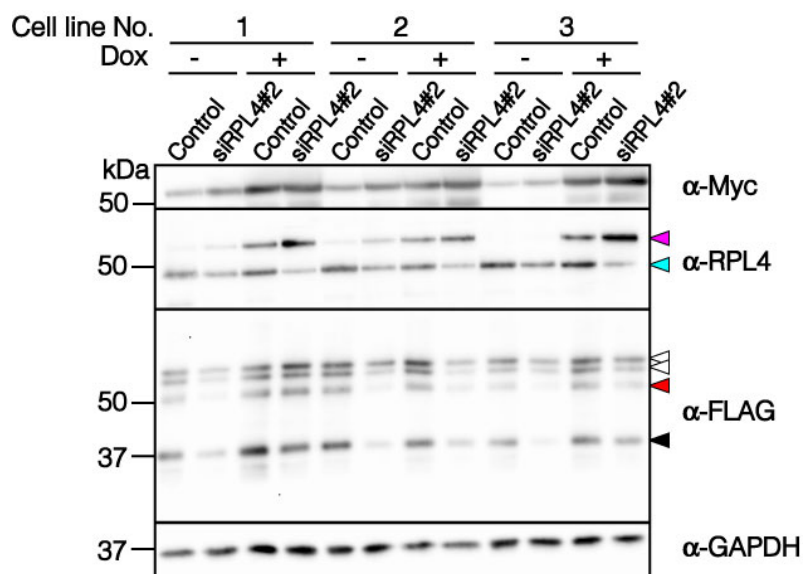 Cell line No. 1 2 3
Dox - + - + - +
Control siRPL4#2 Control siRPL4#2 Control siRPL4#2 Control siRPL4#2 Control siRPL4#2 Control siRPL4#2
kDa
50 α-Myc
50 α-RPL4
50 α-FLAG
37
37 α-GAPDH